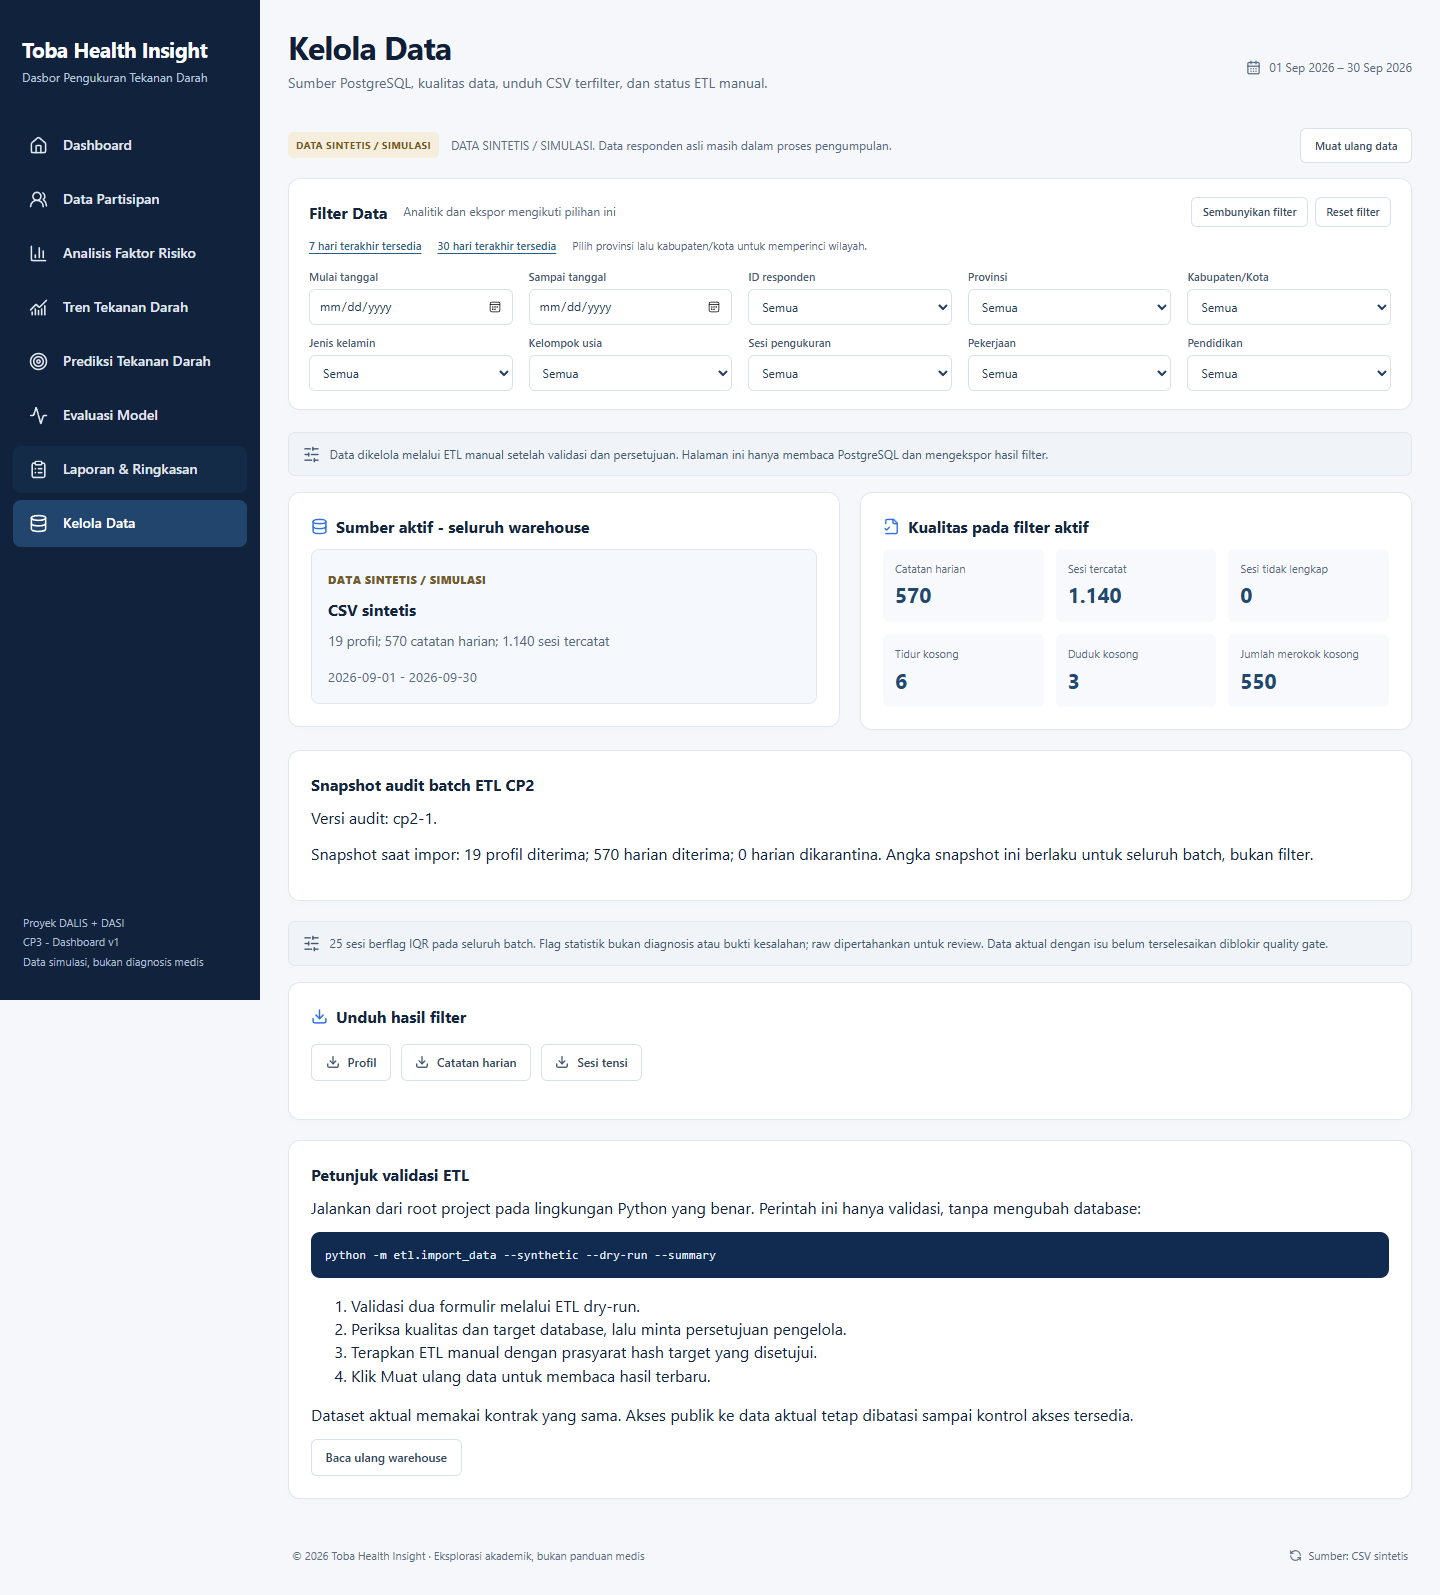 Toba Health Insight
Dasbor Pengukuran Tekanan Darah
Dashboard
Data Partisipan
Analisis Faktor Risiko
Tren Tekanan Darah
Prediksi Tekanan Darah
Evaluasi Model
Laporan & Ringkasan
Kelola Data
Proyek DALIS + DASI
CP3 - Dashboard v1
Data simulasi, bukan diagnosis medis
Kelola Data
Sumber PostgreSQL, kualitas data, unduh CSV terfilter, dan status ETL manual.
01 Sep 2026 – 30 Sep 2026
DATA SINTETIS / SIMULASI DATA SINTETIS / SIMULASI. Data responden asli masih dalam proses pengumpulan. Muat ulang data
Filter Data Analitik dan ekspor mengikuti pilihan ini Sembunyikan filter Reset filter
7 hari terakhir tersedia 30 hari terakhir tersedia Pilih provinsi lalu kabupaten/kota untuk memperinci wilayah.
Mulai tanggal Sampai tanggal ID responden Provinsi Kabupaten/Kota
mm/dd/yyyy mm/dd/yyyy Semua Semua Semua
Jenis kelamin Kelompok usia Sesi pengukuran Pekerjaan Pendidikan
Semua Semua Semua Semua Semua
Data dikelola melalui ETL manual setelah validasi dan persetujuan. Halaman ini hanya membaca PostgreSQL dan mengekspor hasil filter.
Sumber aktif - seluruh warehouse
DATA SINTETIS / SIMULASI
CSV sintetis
19 profil; 570 catatan harian; 1.140 sesi tercatat
2026-09-01 - 2026-09-30
Kualitas pada filter aktif
Catatan harian Sesi tercatat Sesi tidak lengkap
570 1.140 0
Tidur kosong Duduk kosong Jumlah merokok kosong
6 3 550
Snapshot audit batch ETL CP2
Versi audit: cp2-1.
Snapshot saat impor: 19 profil diterima; 570 harian diterima; 0 harian dikarantina. Angka snapshot ini berlaku untuk seluruh batch, bukan filter.
25 sesi berflag IQR pada seluruh batch. Flag statistik bukan diagnosis atau bukti kesalahan; raw dipertahankan untuk review. Data aktual dengan isu belum terselesaikan diblokir quality gate.
Unduh hasil filter
Profil Catatan harian Sesi tensi
Petunjuk validasi ETL
Jalankan dari root project pada lingkungan Python yang benar. Perintah ini hanya validasi, tanpa mengubah database:
python -m etl.import_data --synthetic --dry-run --summary
1. Validasi dua formulir melalui ETL dry-run.
2. Periksa kualitas dan target database, lalu minta persetujuan pengelola.
3. Terapkan ETL manual dengan prasyarat hash target yang disetujui.
4. Klik Muat ulang data untuk membaca hasil terbaru.
Dataset aktual memakai kontrak yang sama. Akses publik ke data aktual tetap dibatasi sampai kontrol akses tersedia.
Baca ulang warehouse
© 2026 Toba Health Insight · Eksplorasi akademik, bukan panduan medis
Sumber: CSV sintetis